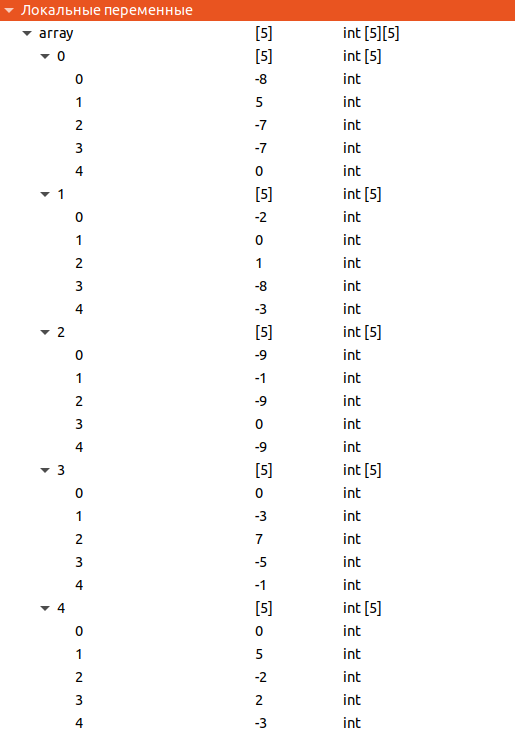 Локальные переменные
array [5] int [5][5]
0 [5] int [5]
0 -8 int
1 5 int
2 -7 int
3 -7 int
4 0 int
1 [5] int [5]
0 -2 int
1 0 int
2 1 int
3 -8 int
4 -3 int
2 [5] int [5]
0 -9 int
1 -1 int
2 -9 int
3 0 int
4 -9 int
3 [5] int [5]
0 0 int
1 -3 int
2 7 int
3 -5 int
4 -1 int
4 [5] int [5]
0 0 int
1 5 int
2 -2 int
3 2 int
4 -3 int